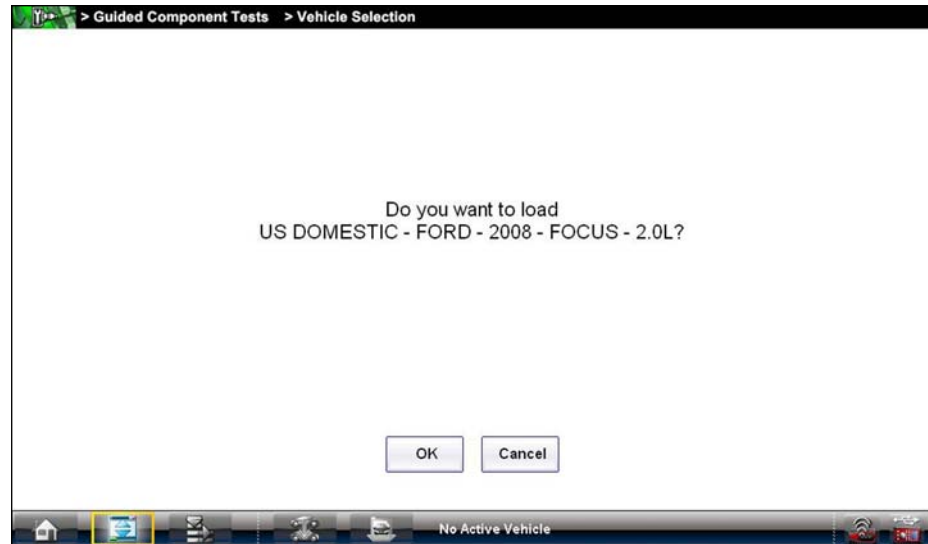 > Guided Component Tests > Vehicle Selection
Do you want to load
US DOMESTIC - FORD - 2008 - FOCUS - 2.0L?
OK Cancel
No Active Vehicle